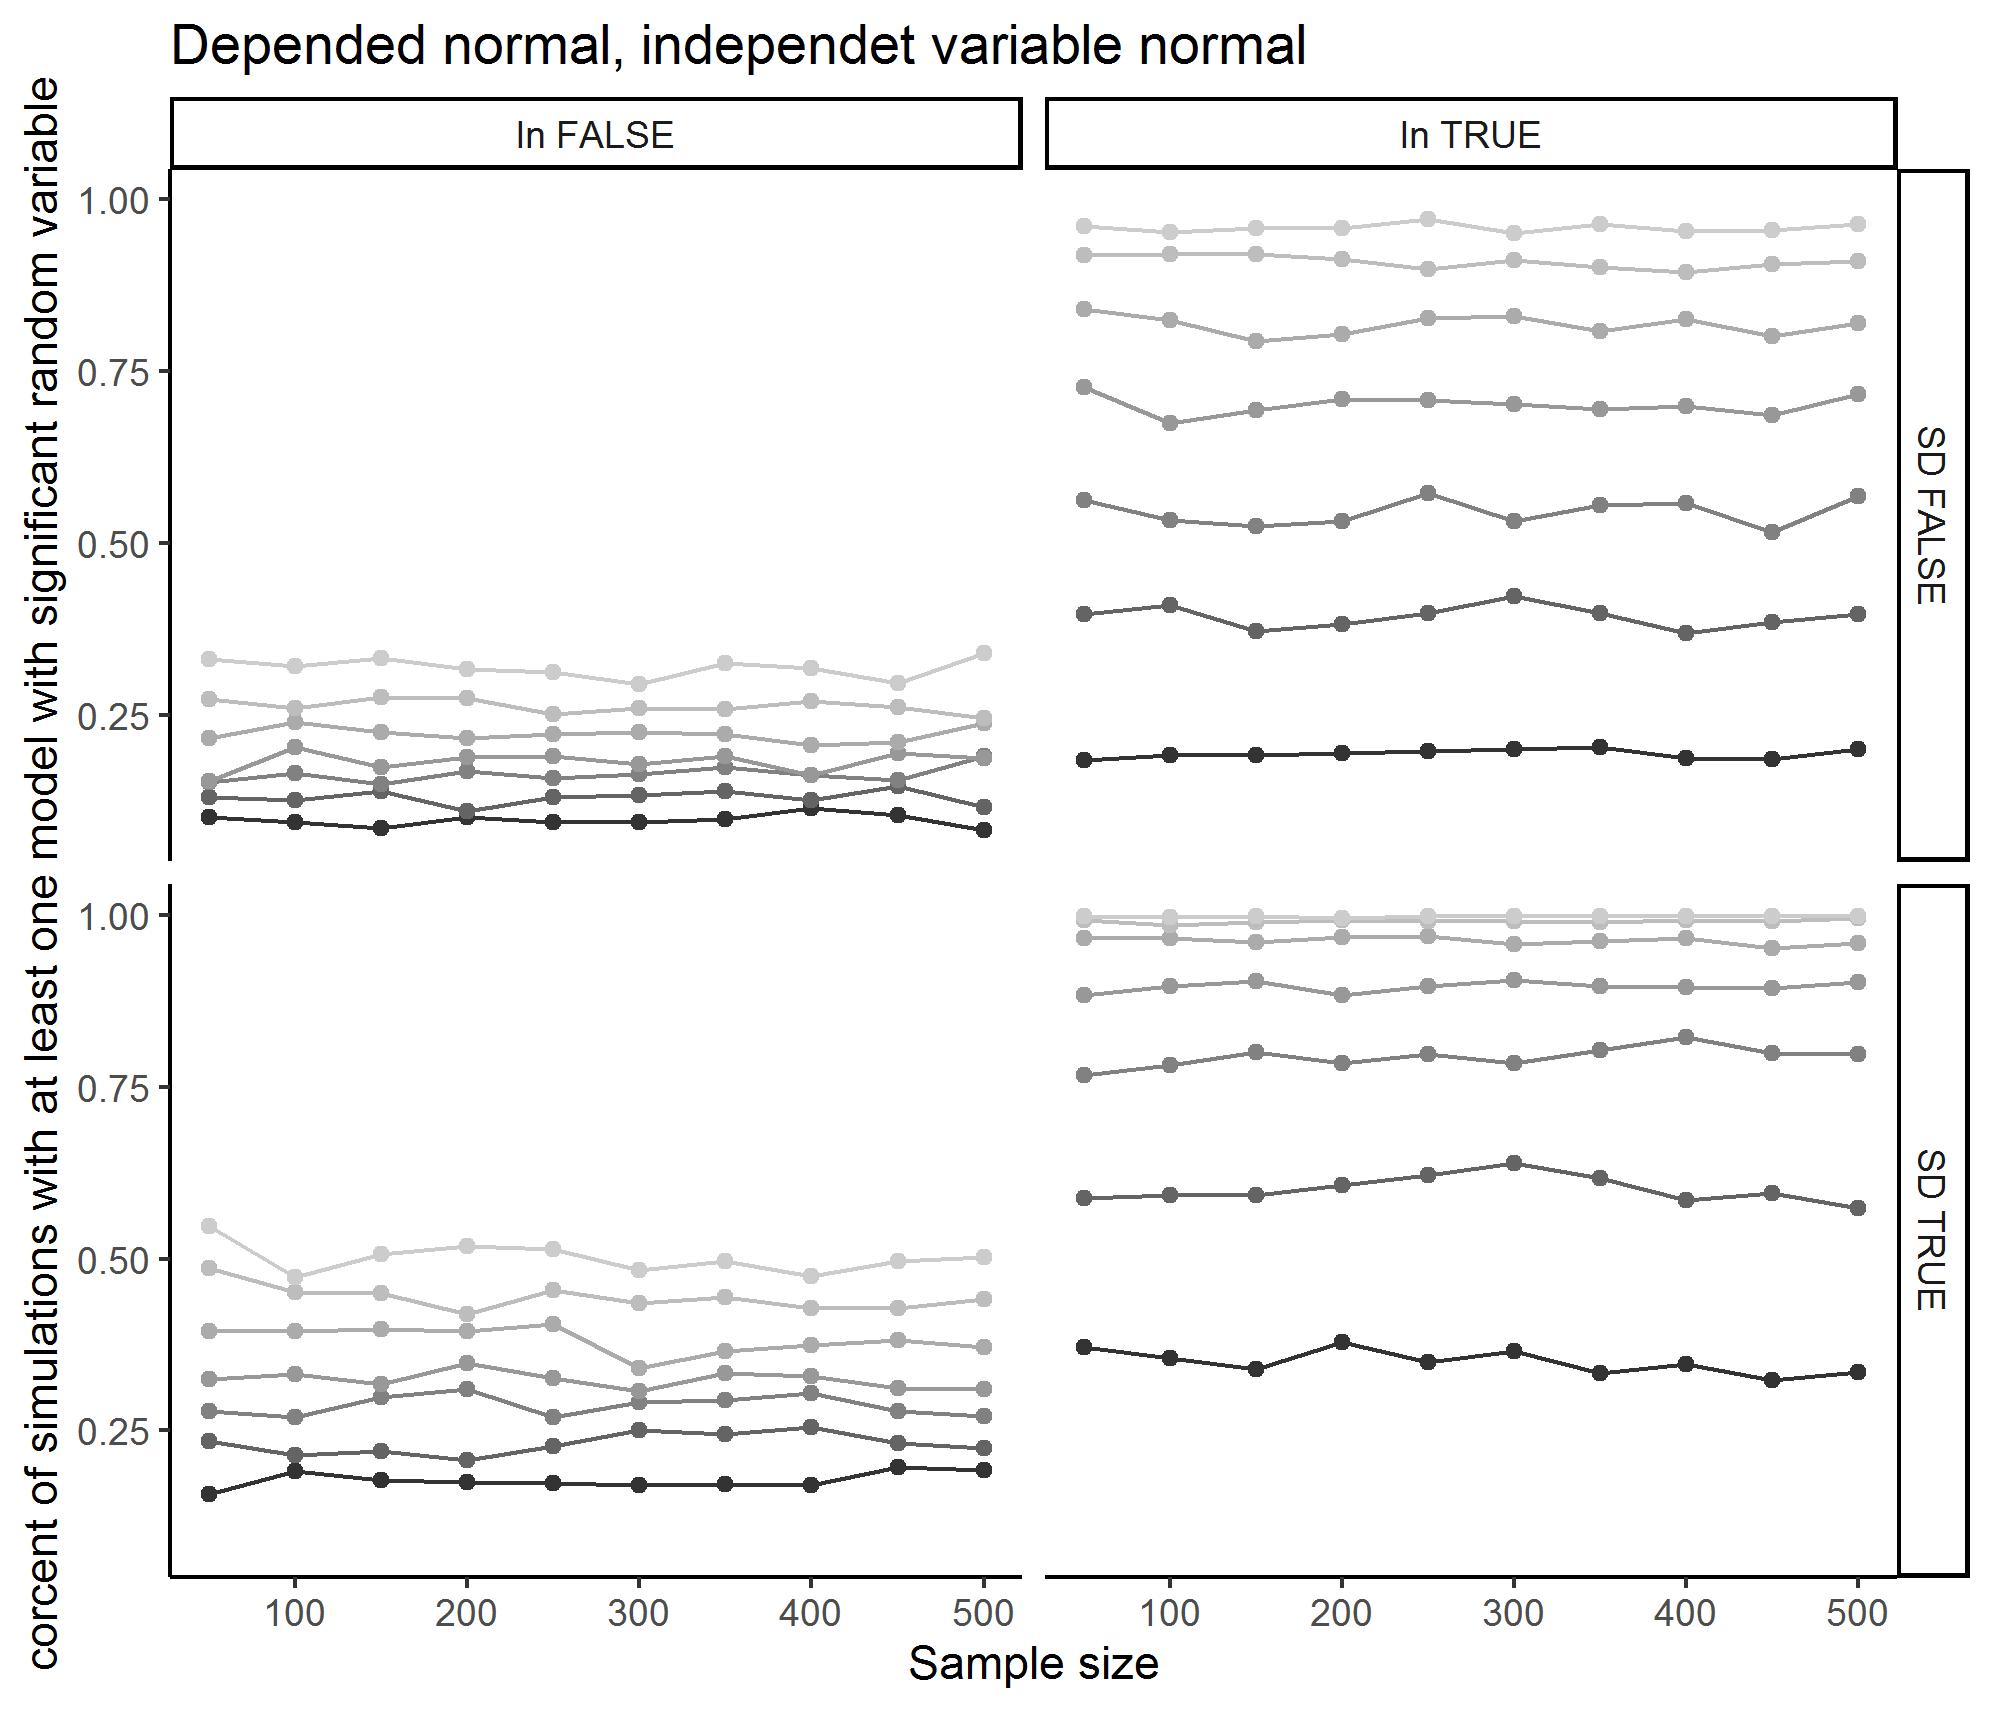 Depended normal, independet variable normal
In FALSE
In TRUE
corcent of simulations with at least one model with significant random variable
1.00
0.75
0.50
0.25
SD FALSE
1.00
0.75
0.50
0.25
SD TRUE
100 200 300 400 500
100 200 300 400 500
Sample size